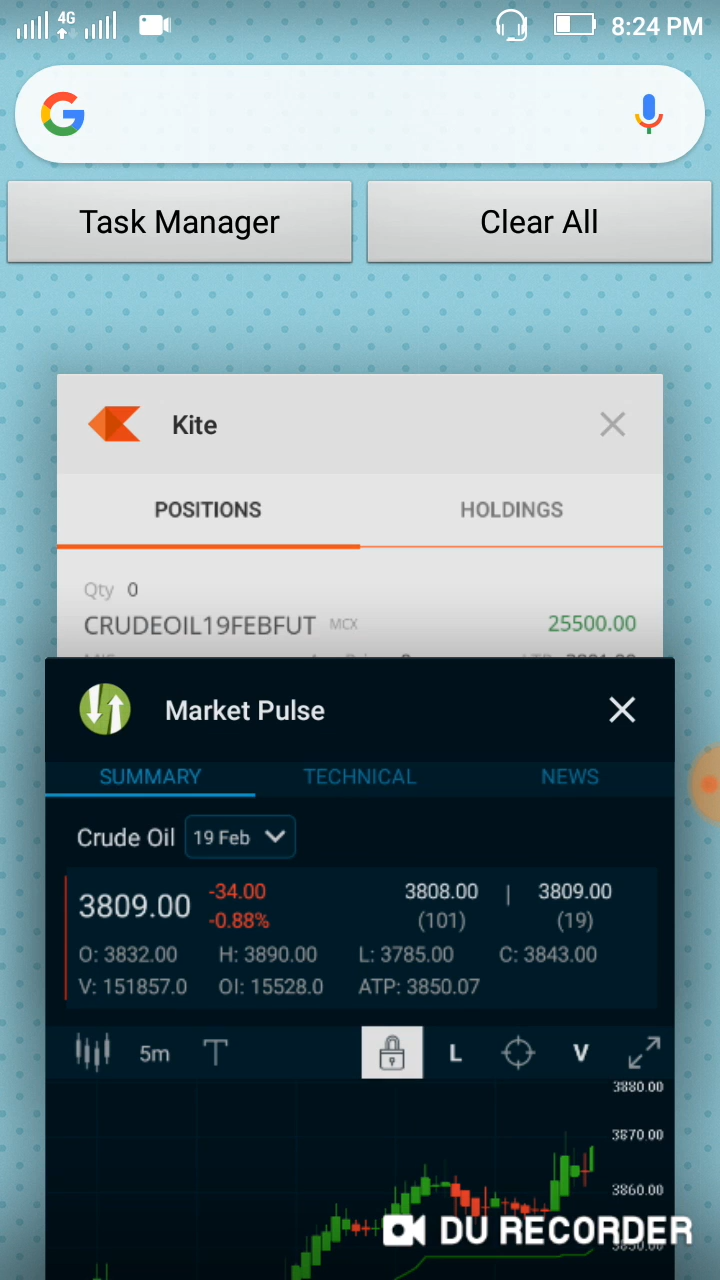 4G 8:24 PM
Task Manager Clear All
Kite
POSITIONS HOLDINGS
Qty 0
CRUDEOIL19FEBFUT MCX 25500.00
Market Pulse
SUMMARY TECHNICAL NEWS
Crude Oil 19 Feb
3809.00 -34.00 3808.00 | 3809.00
-0.88% (101) (19)
O: 3832.00 H: 3890.00 L: 3785.00 C: 3843.00
V: 151857.0 OI: 15528.0 ATP: 3850.07
5m T L V
3880.00
3870.00
3860.00
DU RECORDER